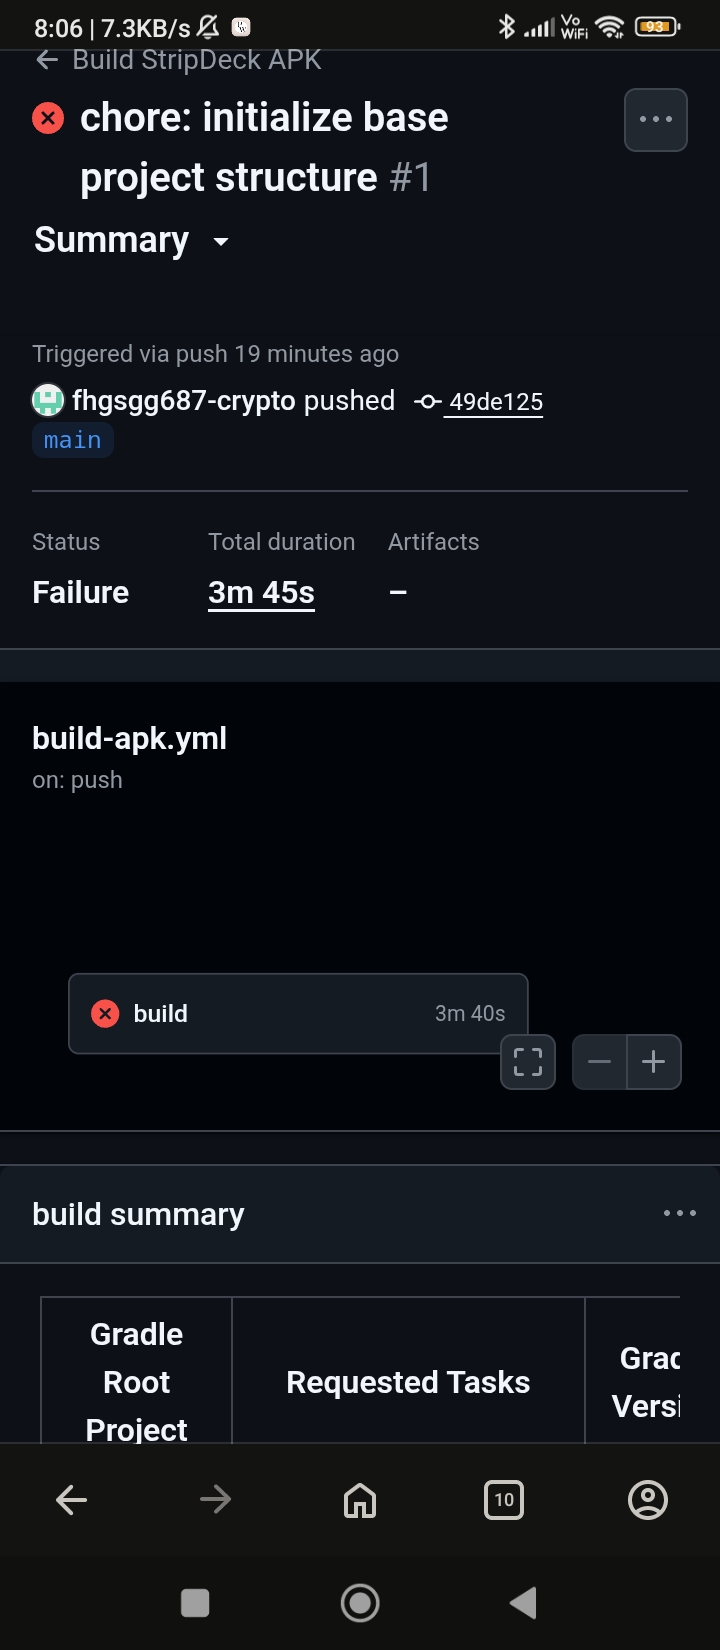 8:06 | 7.3KB/s
Vo WiFi
93
Build StripDeck APK
chore: initialize base
project structure #1
Summary
Triggered via push 19 minutes ago
fhgsgg687-crypto pushed 49de125
main
Status Total duration Artifacts
Failure 3m 45s –
build-apk.yml
on: push
build 3m 40s
build summary
Gradle
Root
Project
Requested Tasks
Grad
Versi
10